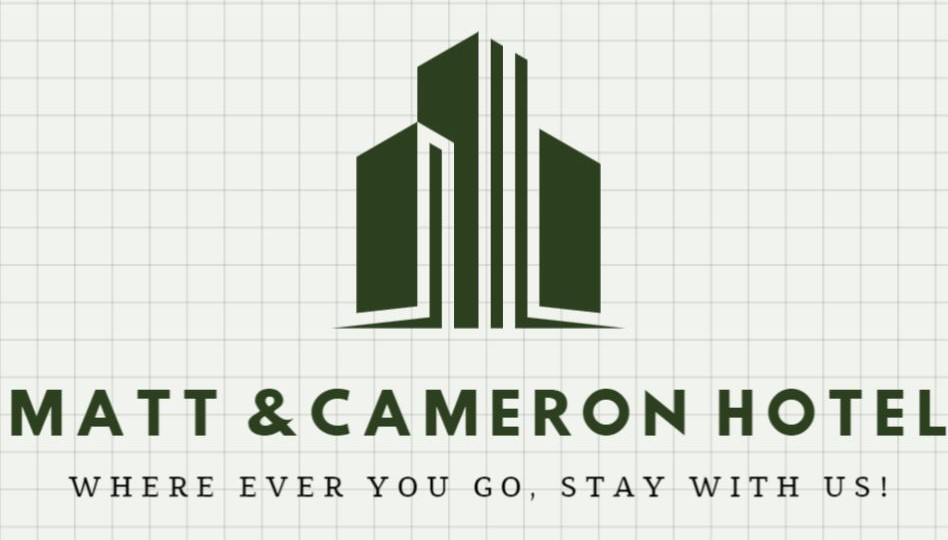 MATT & CAMERON HOTEL
WHERE EVER YOU GO, STAY WITH US!